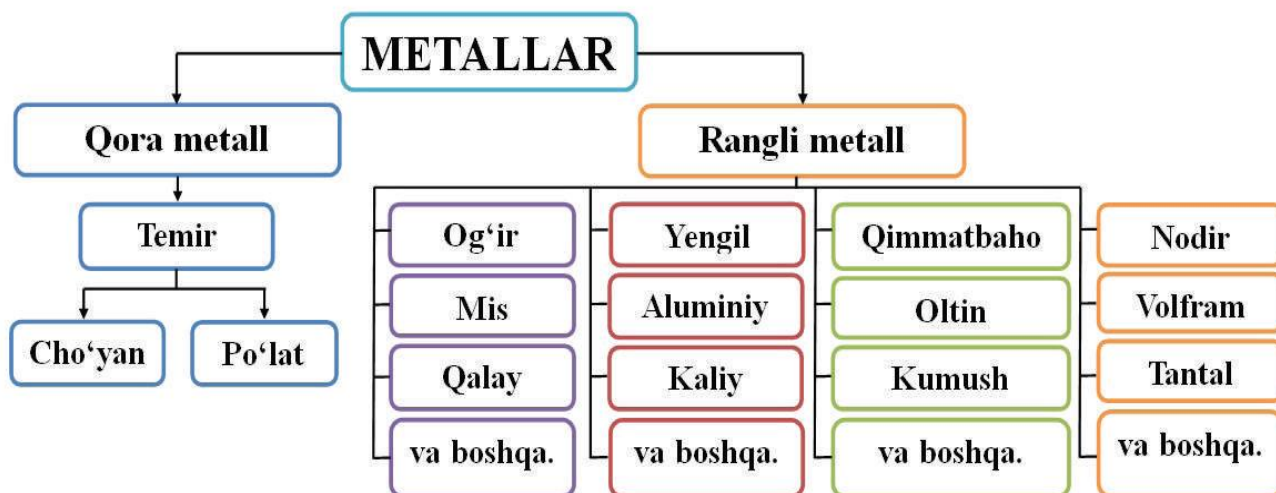 METALLAR
Qora metall
Rangli metall
Temir
Cho‘yan
Po‘lat
Og‘ir
Mis
Qalay
va boshqa.
Yengil
Aluminiy
Kaliy
va boshqa.
Qimmatbaho
Oltin
Kumush
va boshqa.
Nodir
Volfram
Tantal
va boshqa.